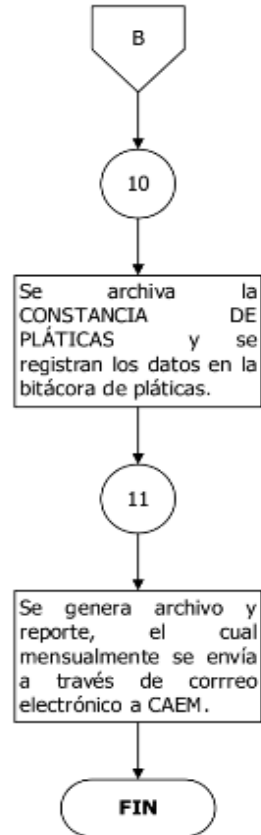 B
10
Se archiva la
CONSTANCIA DE
PLÁTICAS y se
registran los datos en la
bitácora de pláticas.
11
Se genera archivo y
reporte, el cual
mensualmente se envía
a través de corrreo
electrónico a CAEM.
FIN